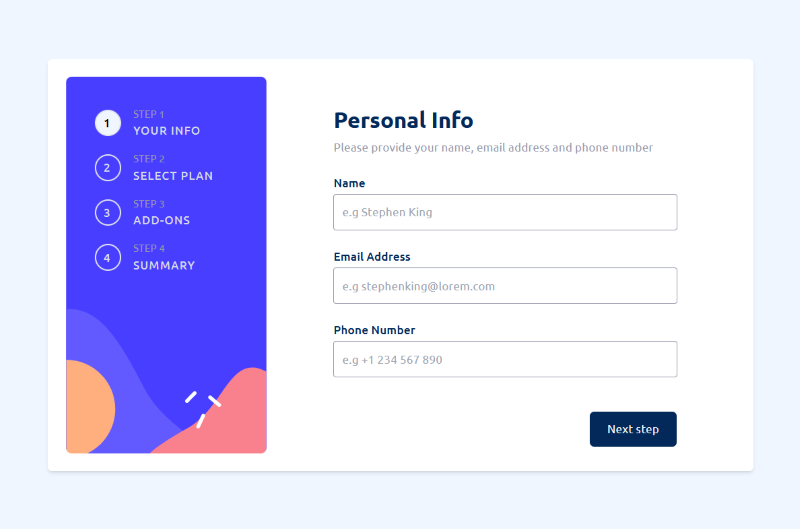 1
STEP 1
YOUR INFO
2
STEP 2
SELECT PLAN
3
STEP 3
ADD-ONS
4
STEP 4
SUMMARY
Personal Info
Please provide your name, email address and phone number
Name
e.g Stephen King
Email Address
e.g stephenking@lorem.com
Phone Number
e.g +1 234 567 890
Next step